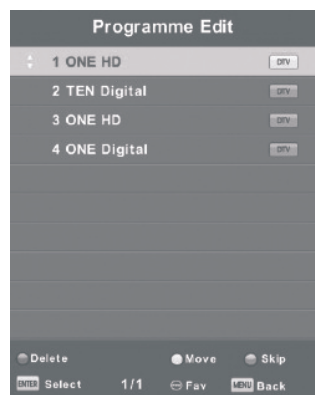 Programme Edit
1 ONE HD DTV
2 TEN Digital DTV
3 ONE HD DTV
4 ONE Digital DTV
Delete Move Skip
ENTER Select 1/1 Fav MENU Back